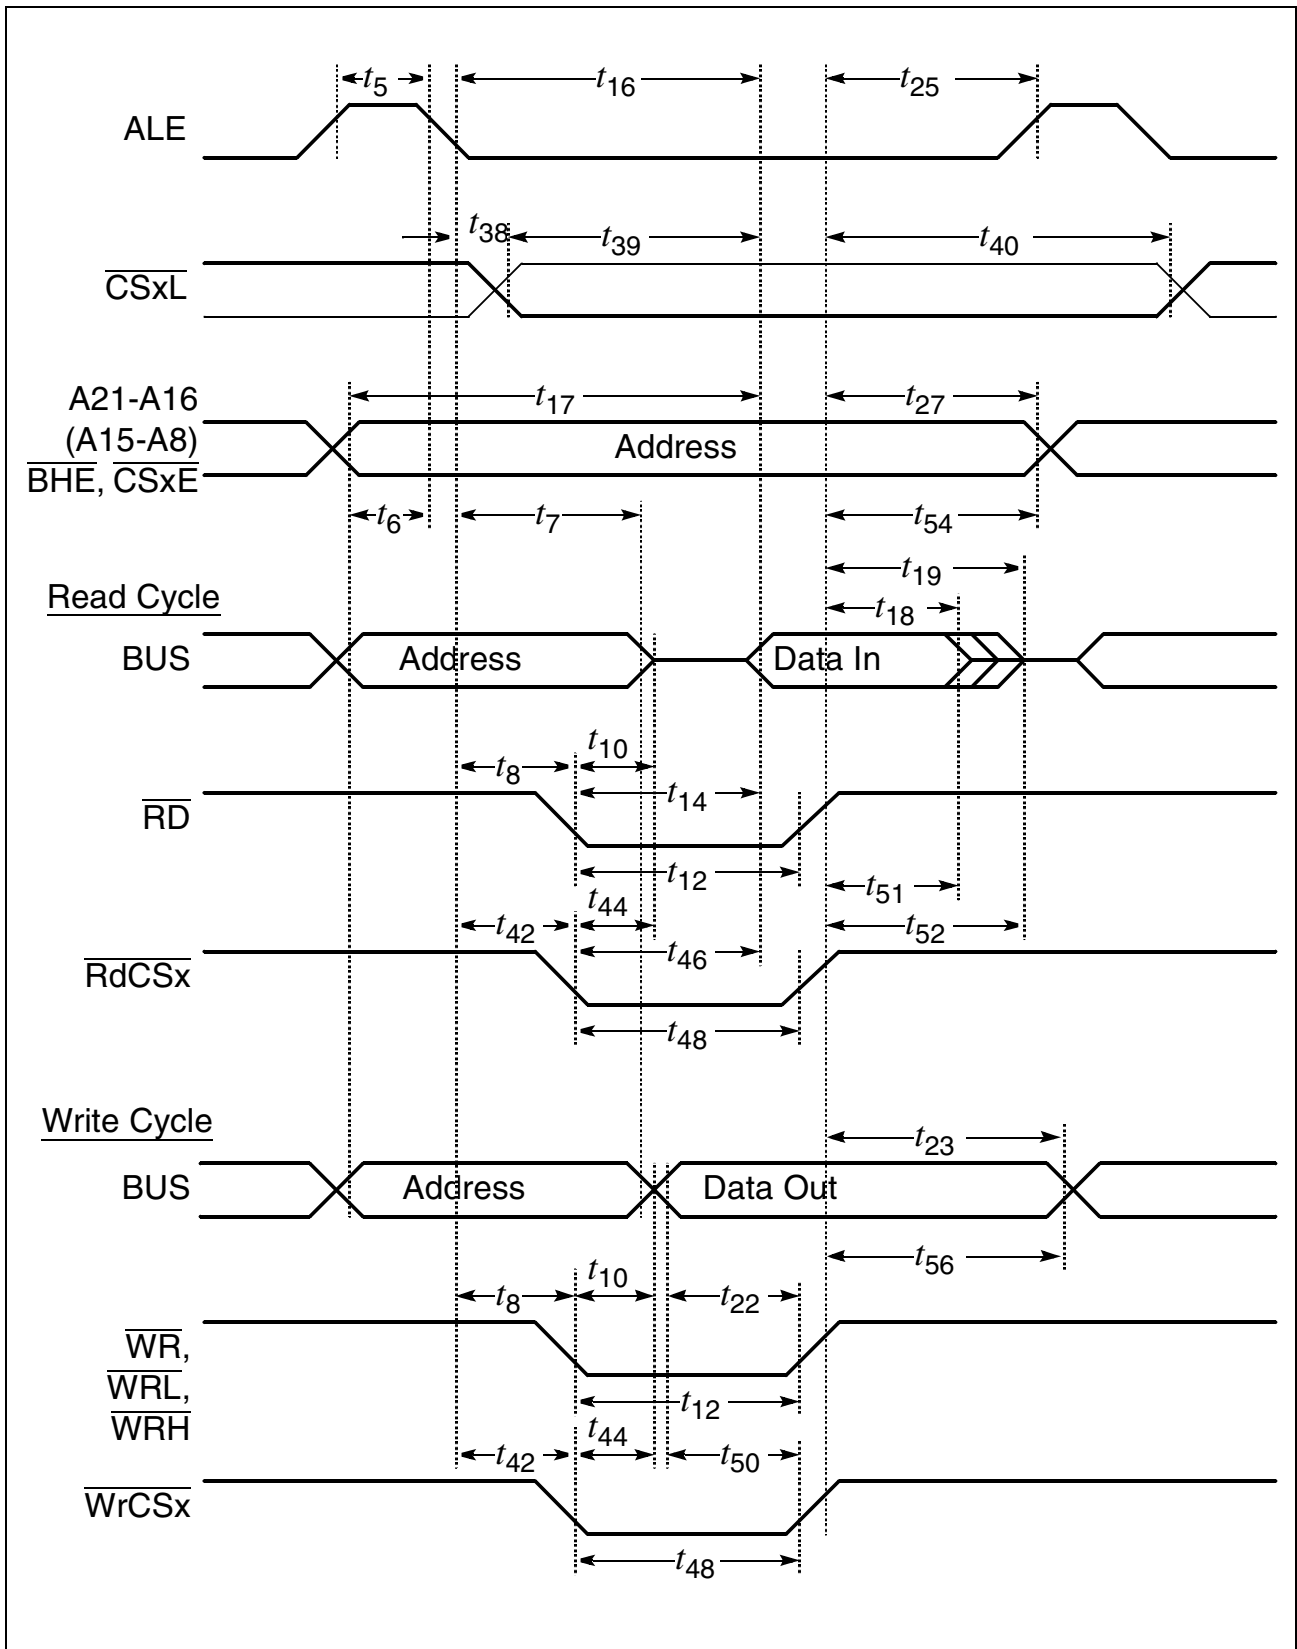 t5 t16 t25
ALE
t38 t39 t40
CSxL
A21-A16
(A15-A8)
BHE, CSxE
t17 t27
Address
t6 t7 t54
t19
Read Cycle
t18
BUS Address Data In
t10
t8
t14
RD
t12
t51
t44
t42
t52
t46
RdCSx
t48
Write Cycle
t23
BUS Address Data Out
t56
t10
t8 t22
WR,
WRL,
WRH
t12
t44
t42 t50
WrCSx
t48